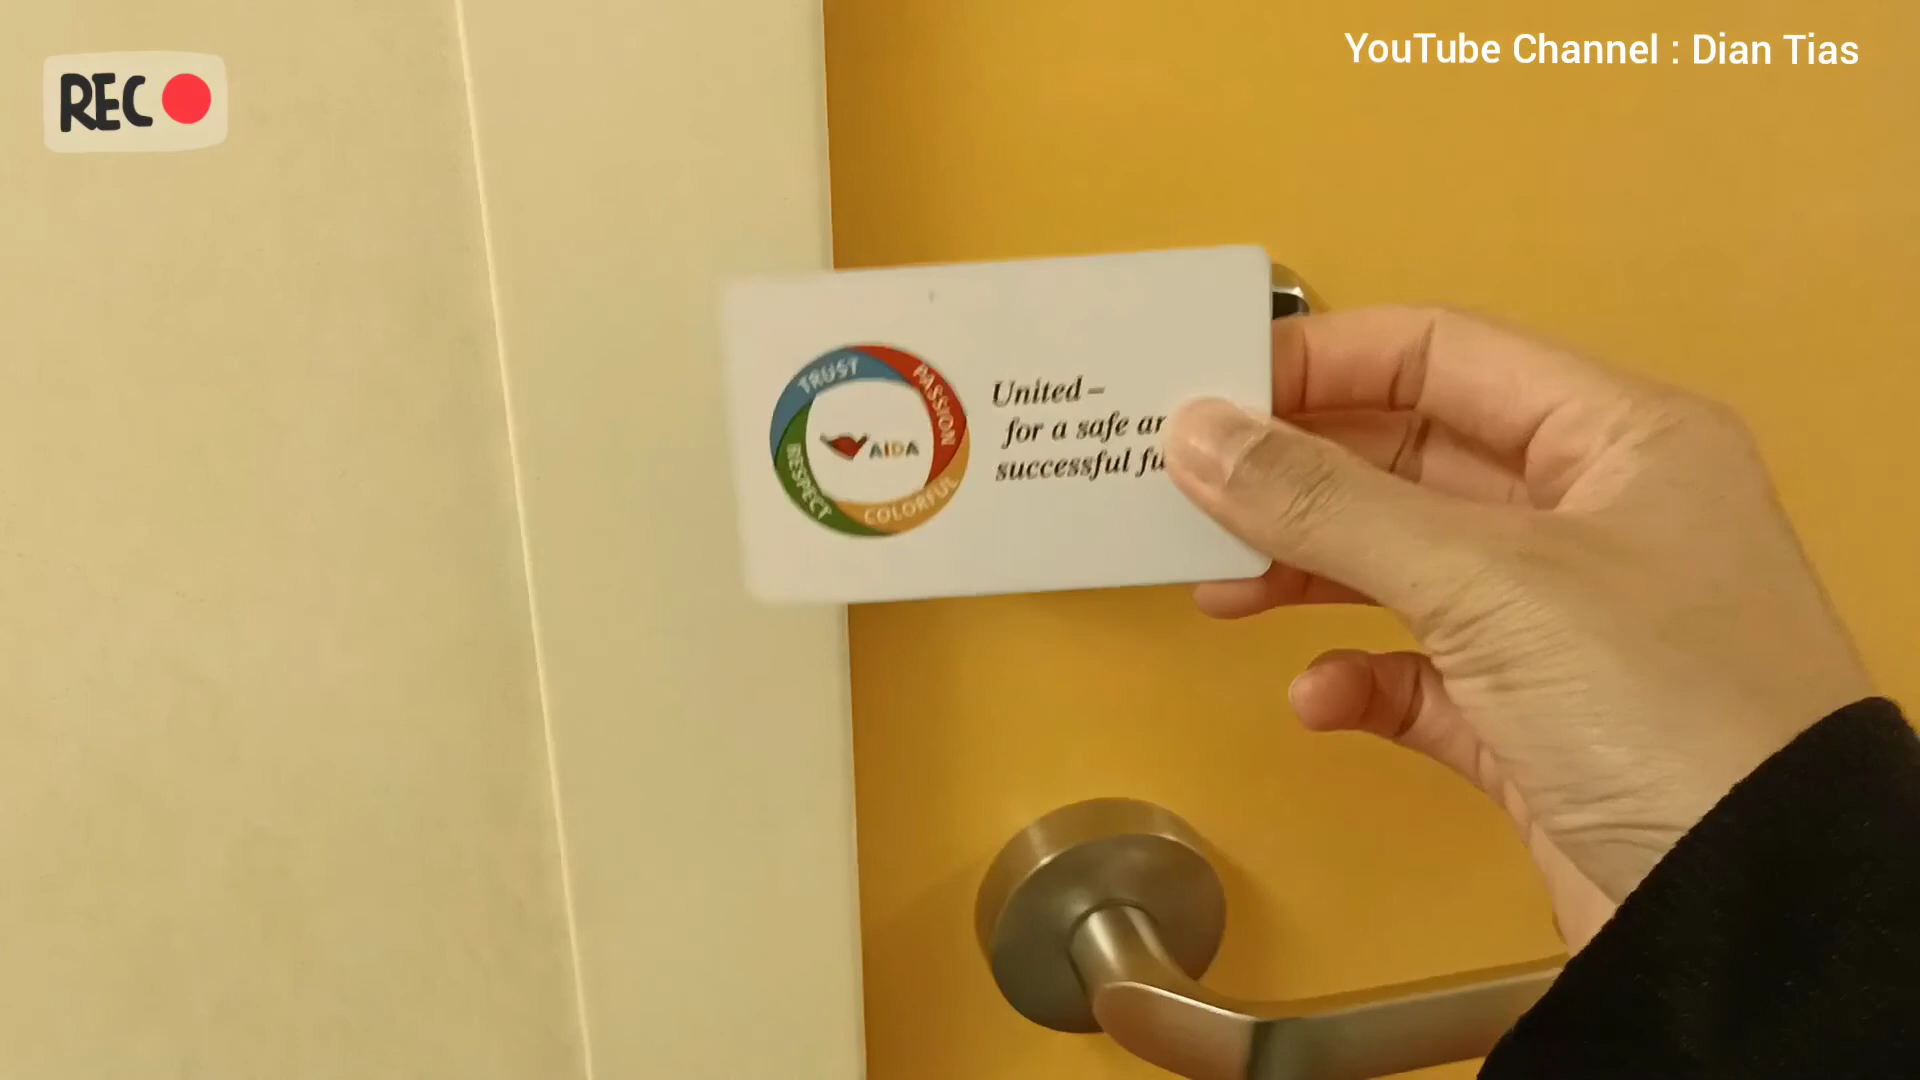 REC
YouTube Channel : Dian Tias
TRUST
PASSION
COLORFUL
RESPECT
AIDA
United –
for a safe
successful